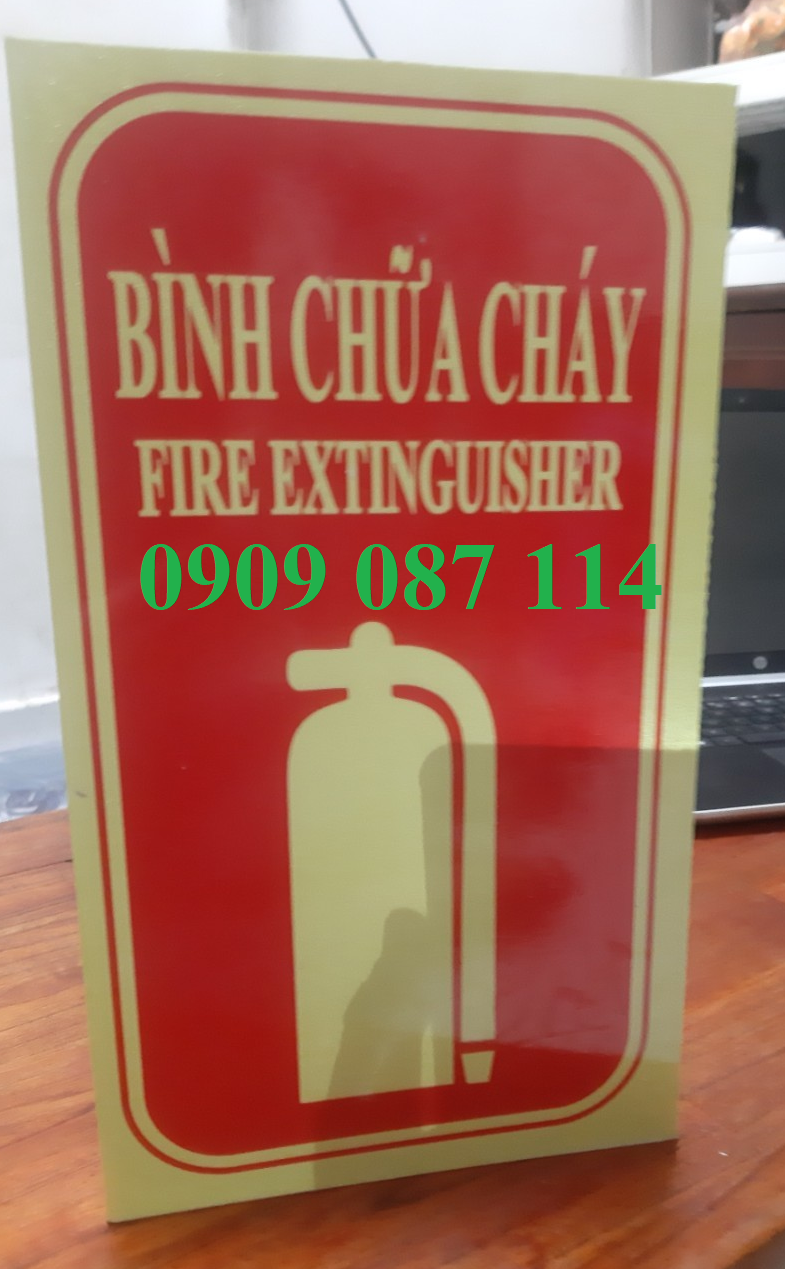 BÌNH CHỮA CHÁY
FIRE EXTINGUISHER
0909 087 114